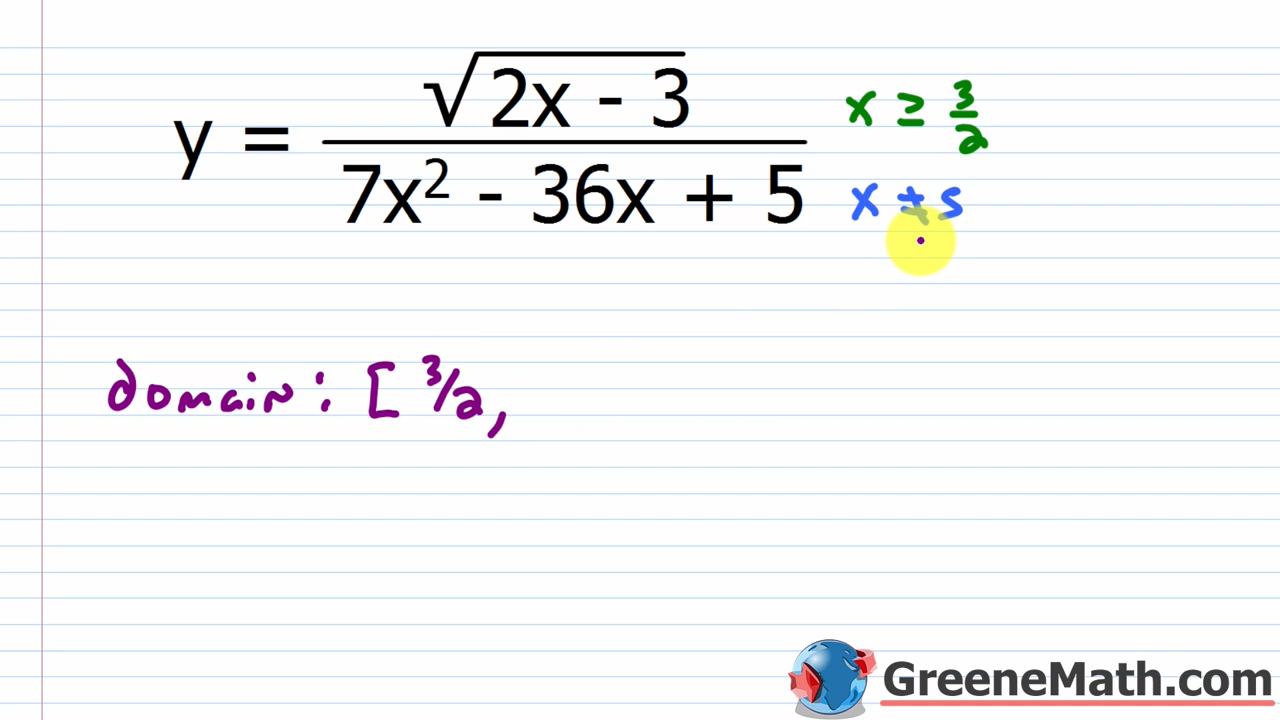 y = √(2x - 3) / (7x² - 36x + 5)
x ≥ 3/2
x ≠ 5
domain: [ 3/2,
GreeneMath.com